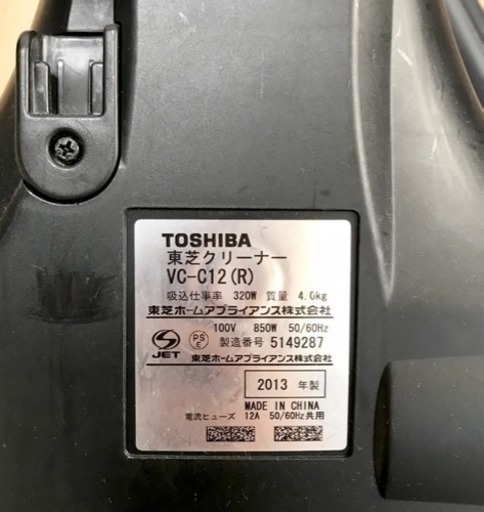 TOSHIBA
東芝クリーナー
VC-C12(R)
吸込仕事率 320W 質量 4.0kg
東芝ホームアプライアンス株式会社
100V 850W 50/60Hz
JET PS E 製造番号 5149287
東芝ホームアプライアンス株式会社
2013 年製
MADE IN CHINA
電流ヒューズ 12A 50/60Hz共用